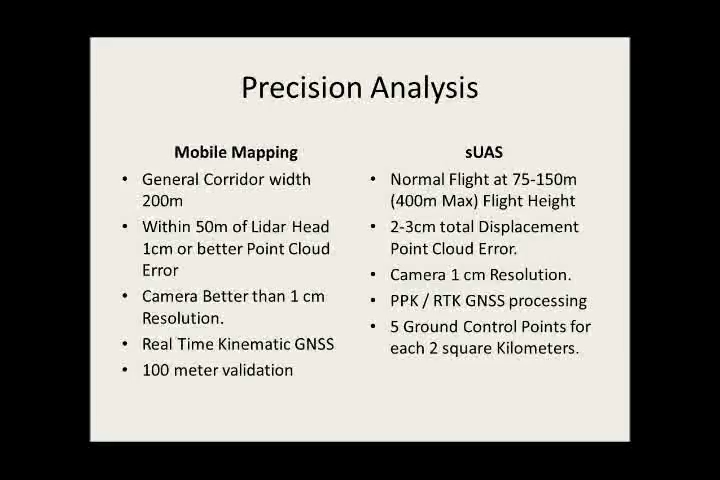 Precision Analysis
Mobile Mapping
• General Corridor width
200m
• Within 50m of Lidar Head
1cm or better Point Cloud
Error
• Camera Better than 1 cm
Resolution.
• Real Time Kinematic GNSS
• 100 meter validation
sUAS
• Normal Flight at 75-150m
(400m Max) Flight Height
• 2-3cm total Displacement
Point Cloud Error.
• Camera 1 cm Resolution.
• PPK / RTK GNSS processing
• 5 Ground Control Points for
each 2 square Kilometers.